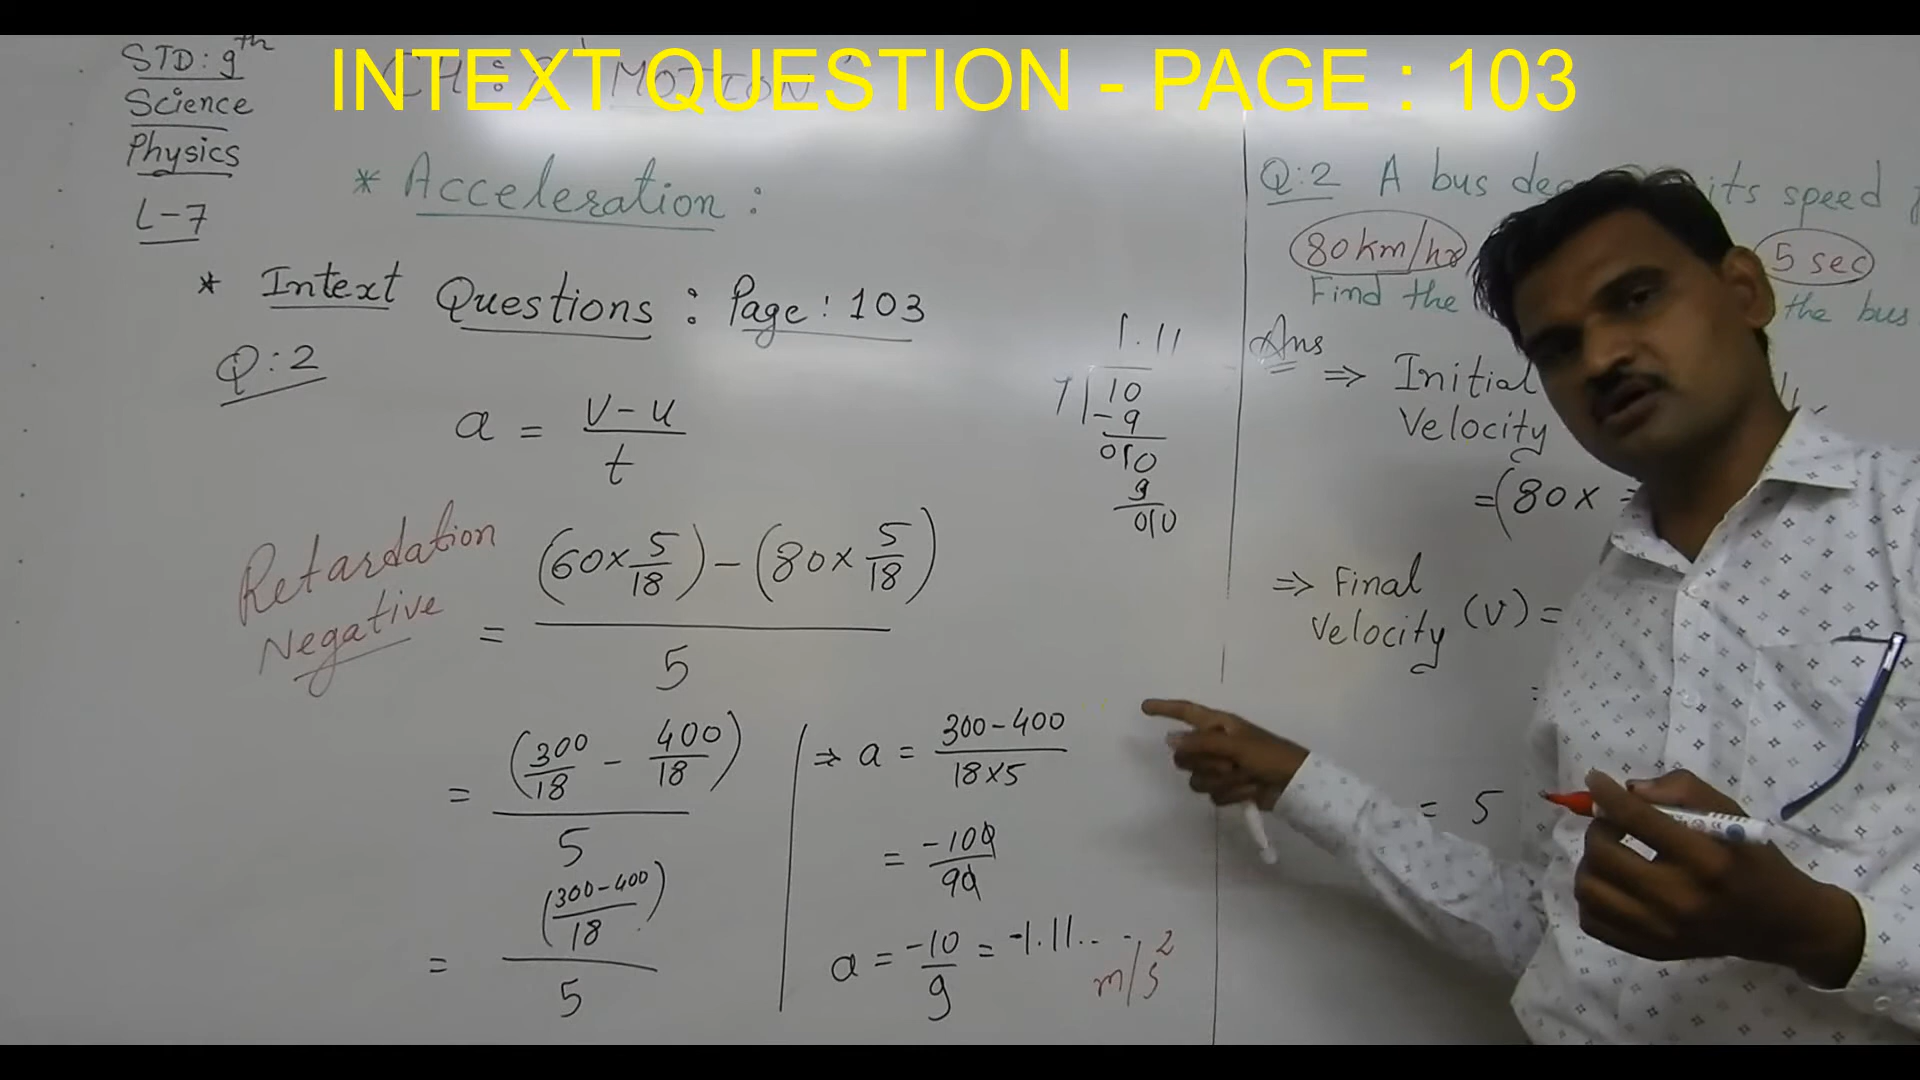 INTEXT QUESTION - PAGE : 103
STD: 9th
Science
Physics
L-7
CH: MOTION
* Acceleration :
* Intext Questions : Page : 103
Q:2
a = v-u / t
Retardation
Negative
= (60×5/18) - (80×5/18) / 5
= (300/18 - 400/18) / 5
= (300-400/18) / 5
⇒ a = 300-400 / 18×5
= -100 / 90
a = -10/9 = -1.11... m/s²
1.11
10
-9
010
9
010
Q:2 A bus its speed
80 km/hr 5 sec
Find the the bus
Ans
⇒ Initial
Velocity
= (80×
⇒ Final
Velocity (v) =
= 5